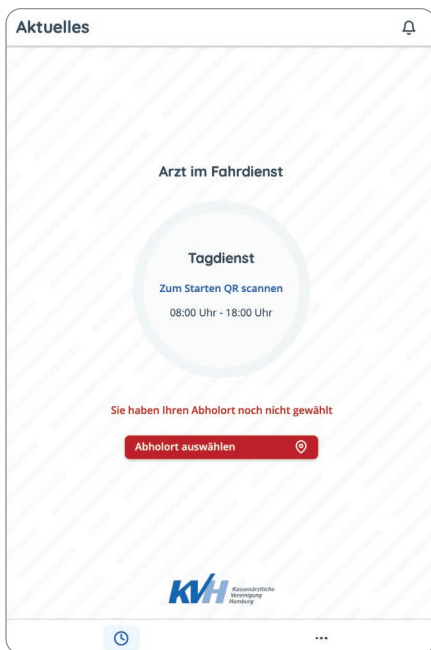 Aktuelles
Arzt im Fahrdienst
Tagdienst
Zum Starten QR scannen
08:00 Uhr - 18:00 Uhr
Sie haben Ihren Abholort noch nicht gewählt
Abholort auswählen
KVH
Kassenärztliche
Vereinigung
Hamburg